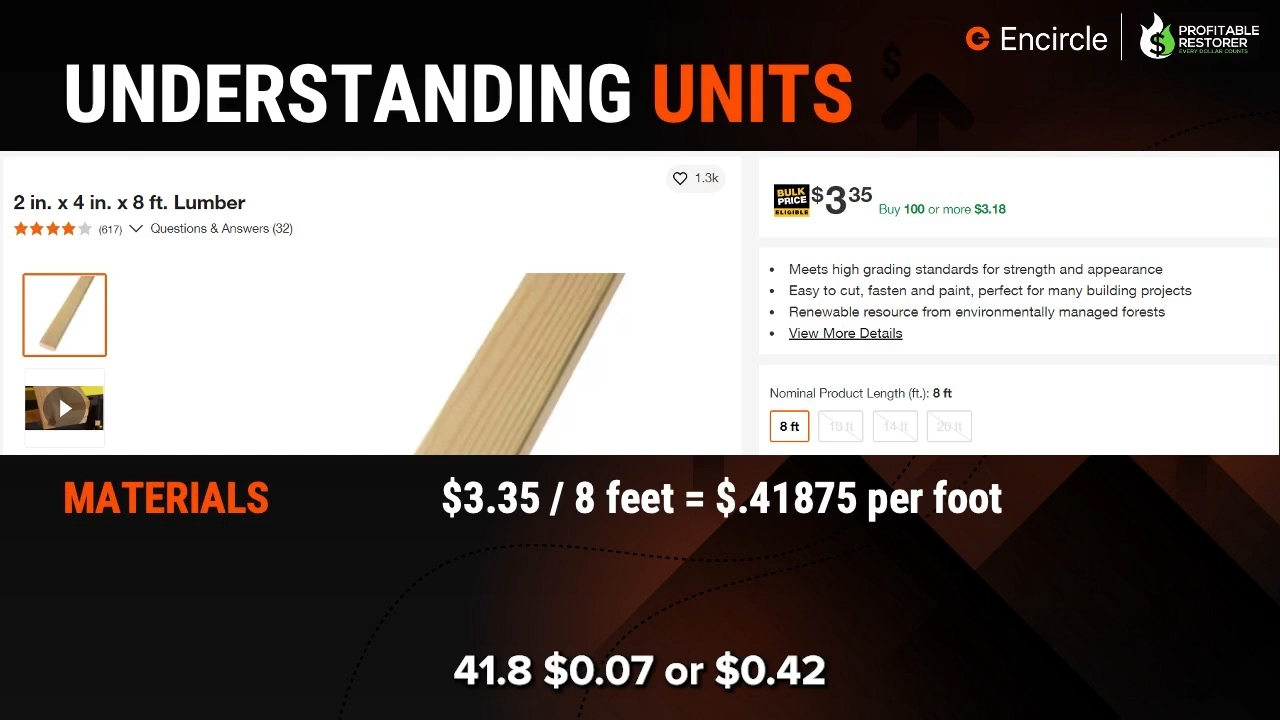 Encircle
PROFITABLE
RESTORER
EVERY DOLLAR COUNTS
UNDERSTANDING UNITS
1.3k
2 in. x 4 in. x 8 ft. Lumber
(617) Questions & Answers (32)
BULK
PRICE
ELIGIBLE
$3.35 Buy 100 or more $3.18
• Meets high grading standards for strength and appearance
• Easy to cut, fasten and paint, perfect for many building projects
• Renewable resource from environmentally managed forests
• View More Details
Nominal Product Length (ft.): 8 ft
8 ft 14 ft 20 ft
MATERIALS $3.35 / 8 feet = $.41875 per foot
41.8 $0.07 or $0.42